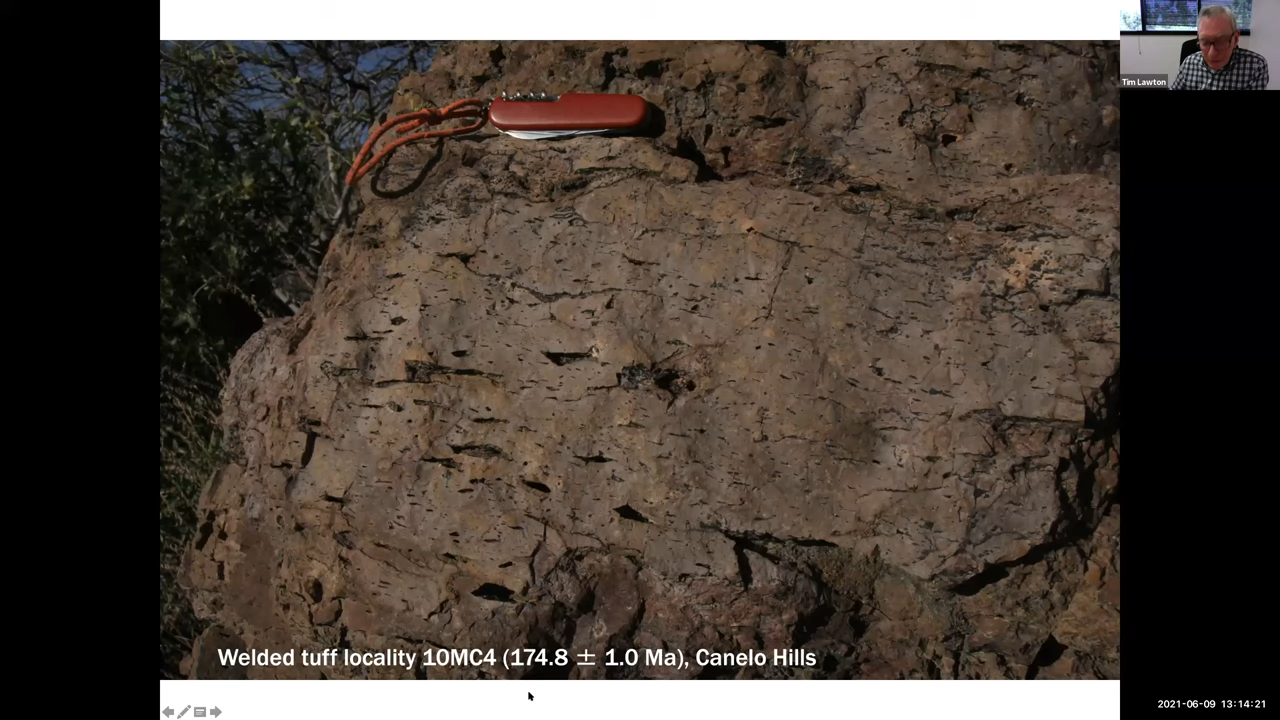 Tim Lawton
Welded tuff locality 10MC4 (174.8 ± 1.0 Ma), Canelo Hills
2021-06-09 13:14:21